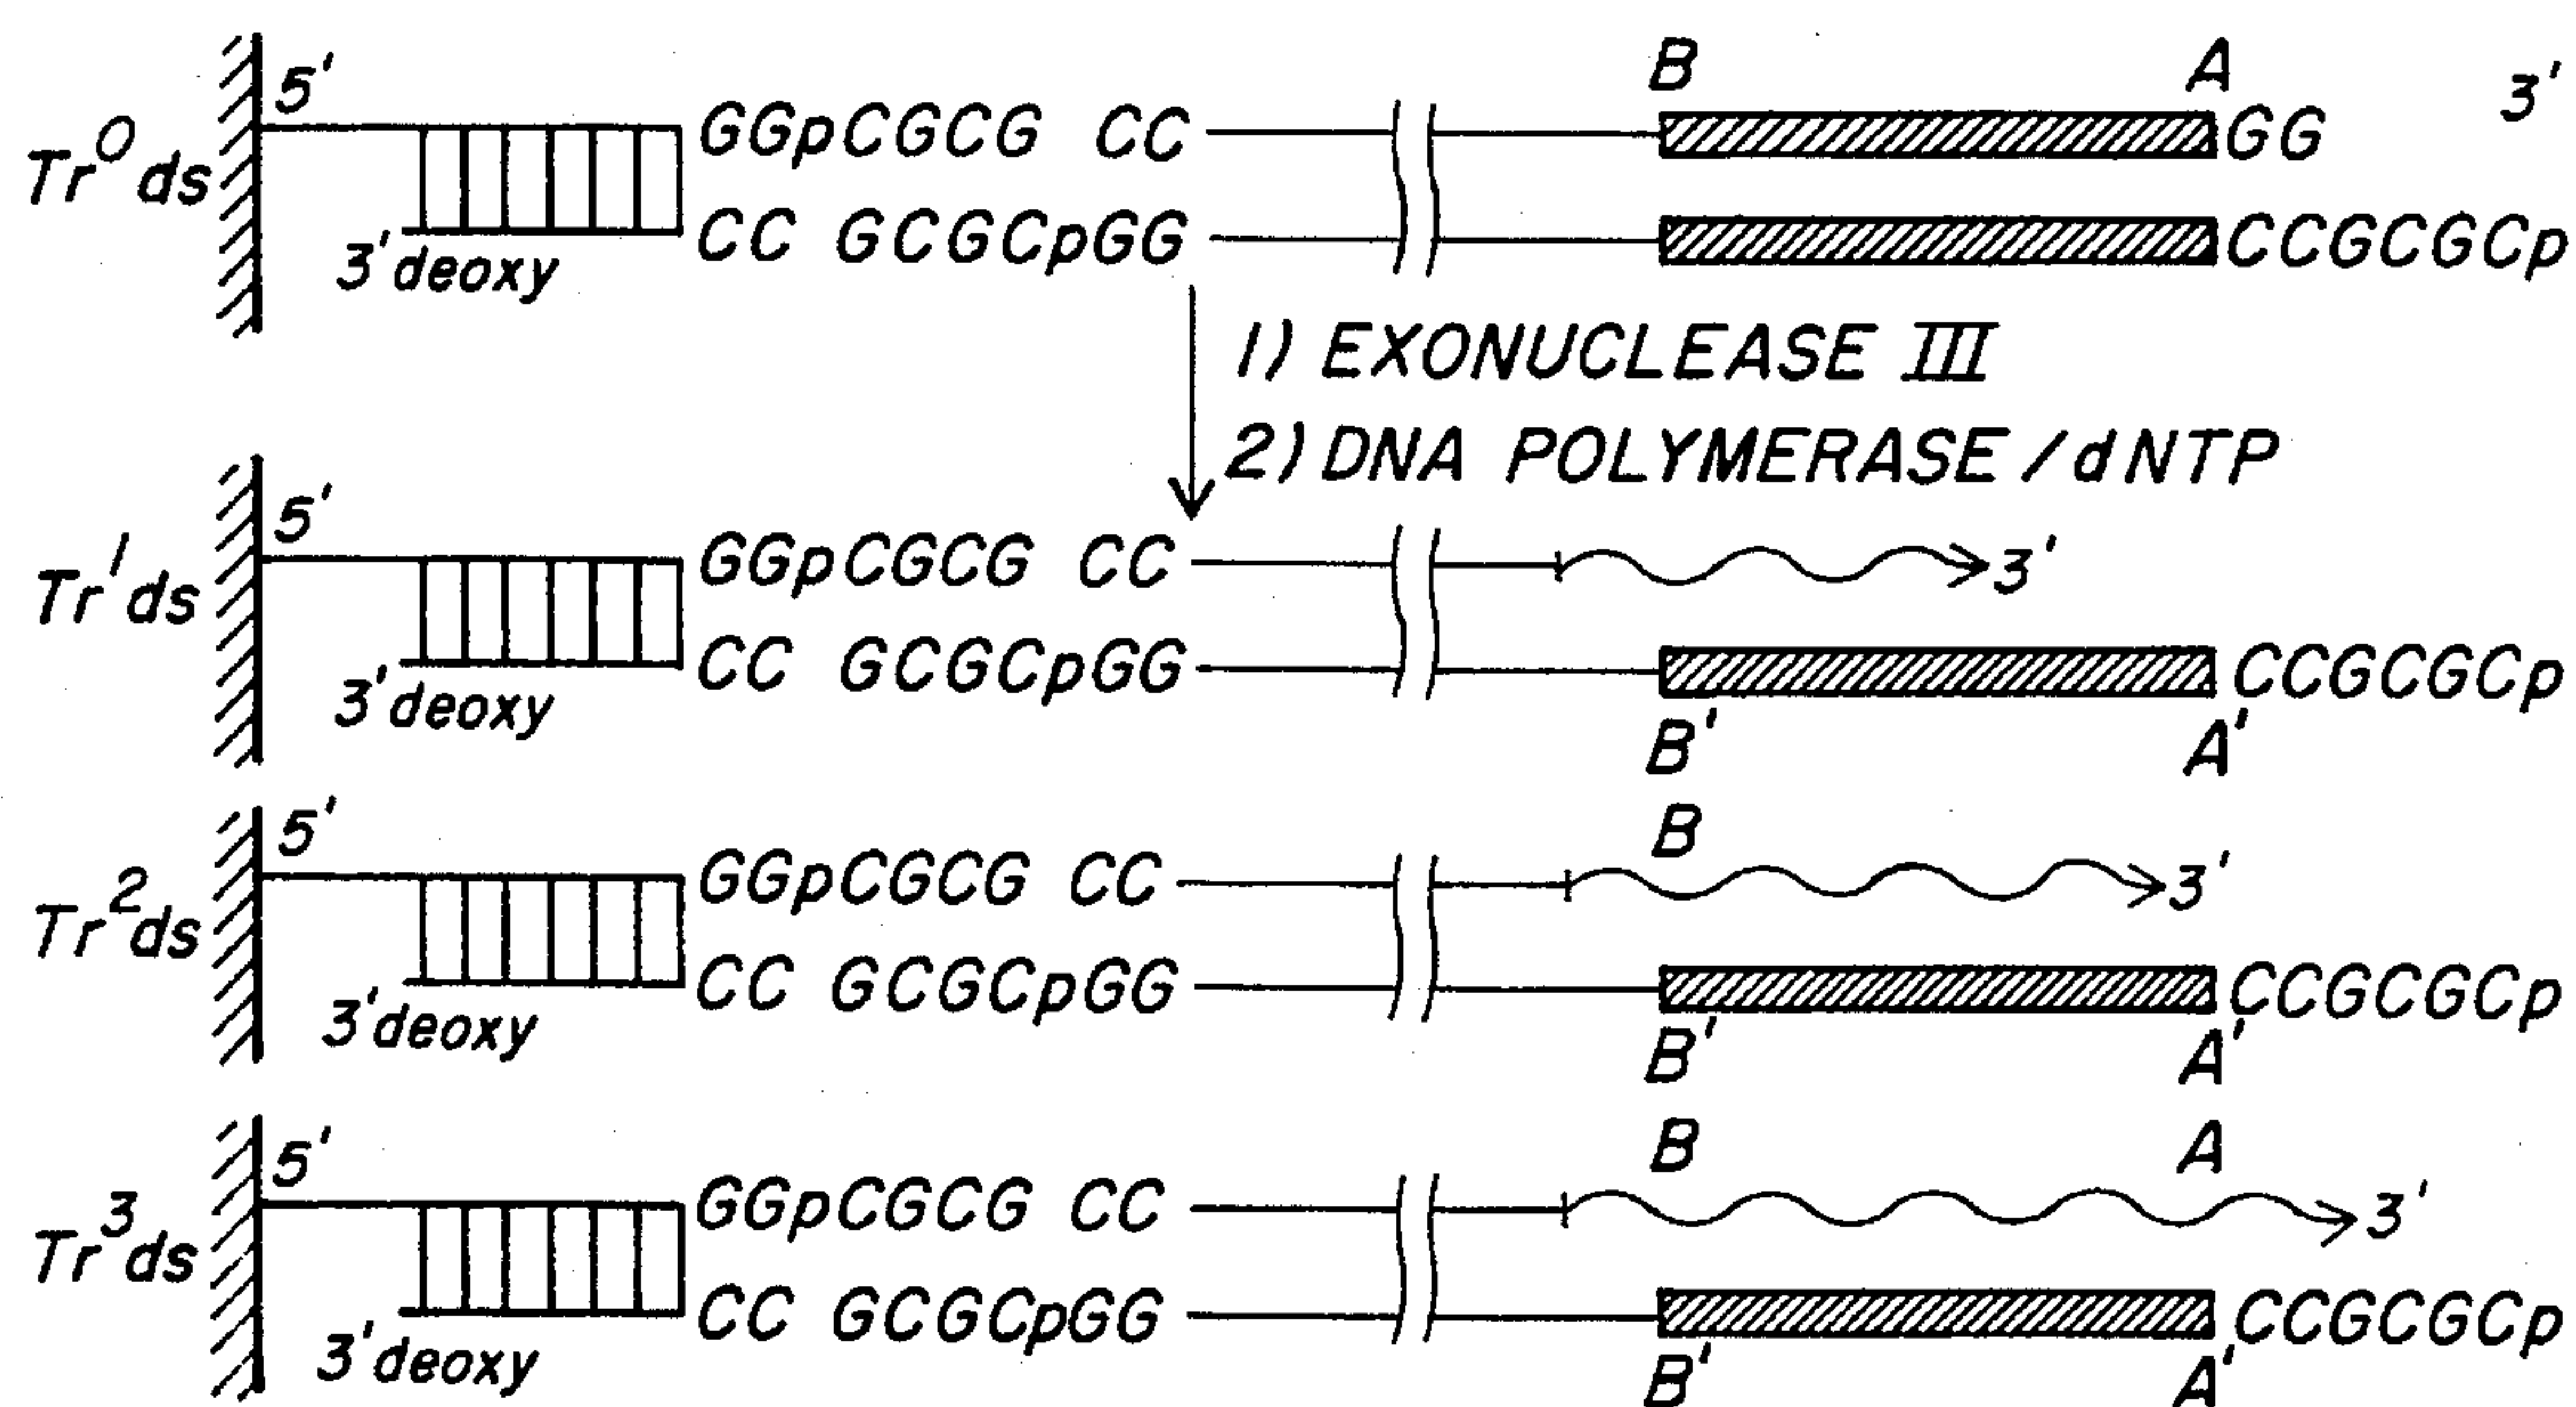 B A 3'
5' GGpCGCG CC GG
Tr⁰ds
3'deoxy CC GCGCpGG CCGCGCp
1) EXONUCLEASE III
2) DNA POLYMERASE / dNTP
5' GGpCGCG CC 3'
Tr¹ds
3'deoxy CC GCGCpGG CCGCGCp
B' A'
B
5' GGpCGCG CC 3'
Tr²ds
3'deoxy CC GCGCpGG CCGCGCp
B' A'
B A
5' GGpCGCG CC 3'
Tr³ds
3'deoxy CC GCGCpGG CCGCGCp
B' A'